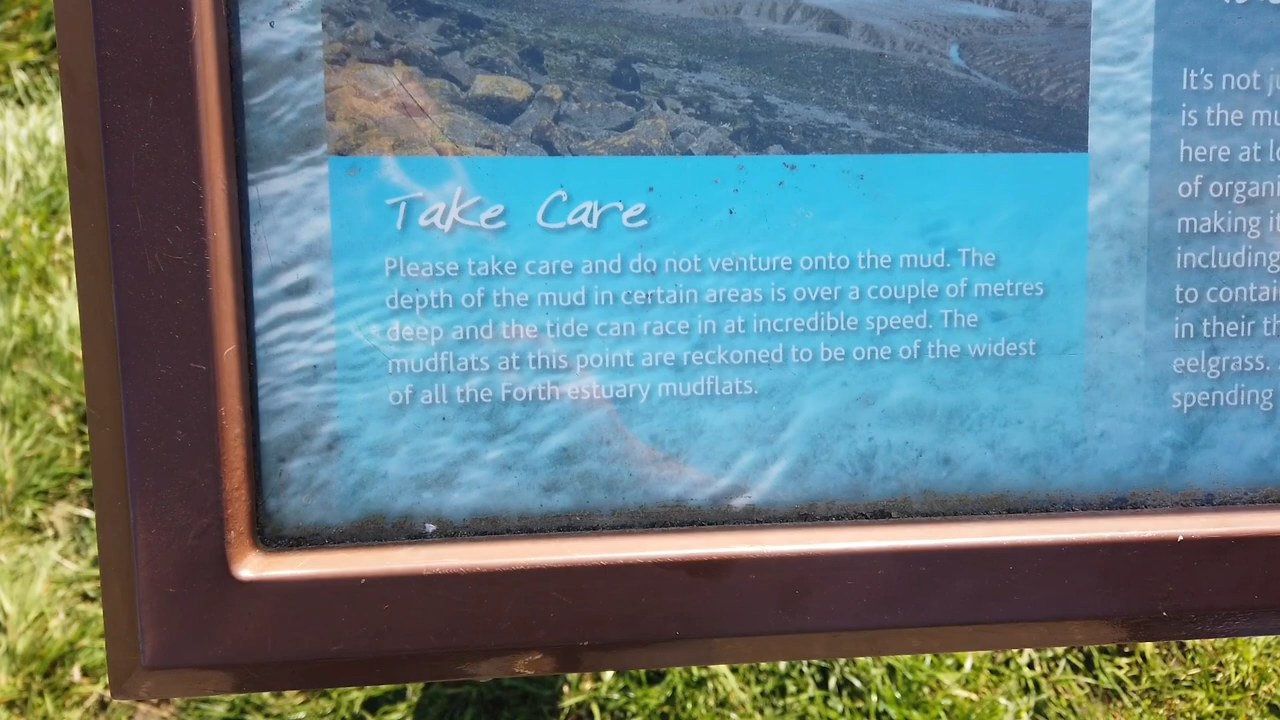 Take Care
Please take care and do not venture onto the mud. The
depth of the mud in certain areas is over a couple of metres
deep and the tide can race in at incredible speed. The
mudflats at this point are reckoned to be one of the widest
of all the Forth estuary mudflats.
It's not
is the
here at
of
making
including
to
in their
eelgrass.
spending